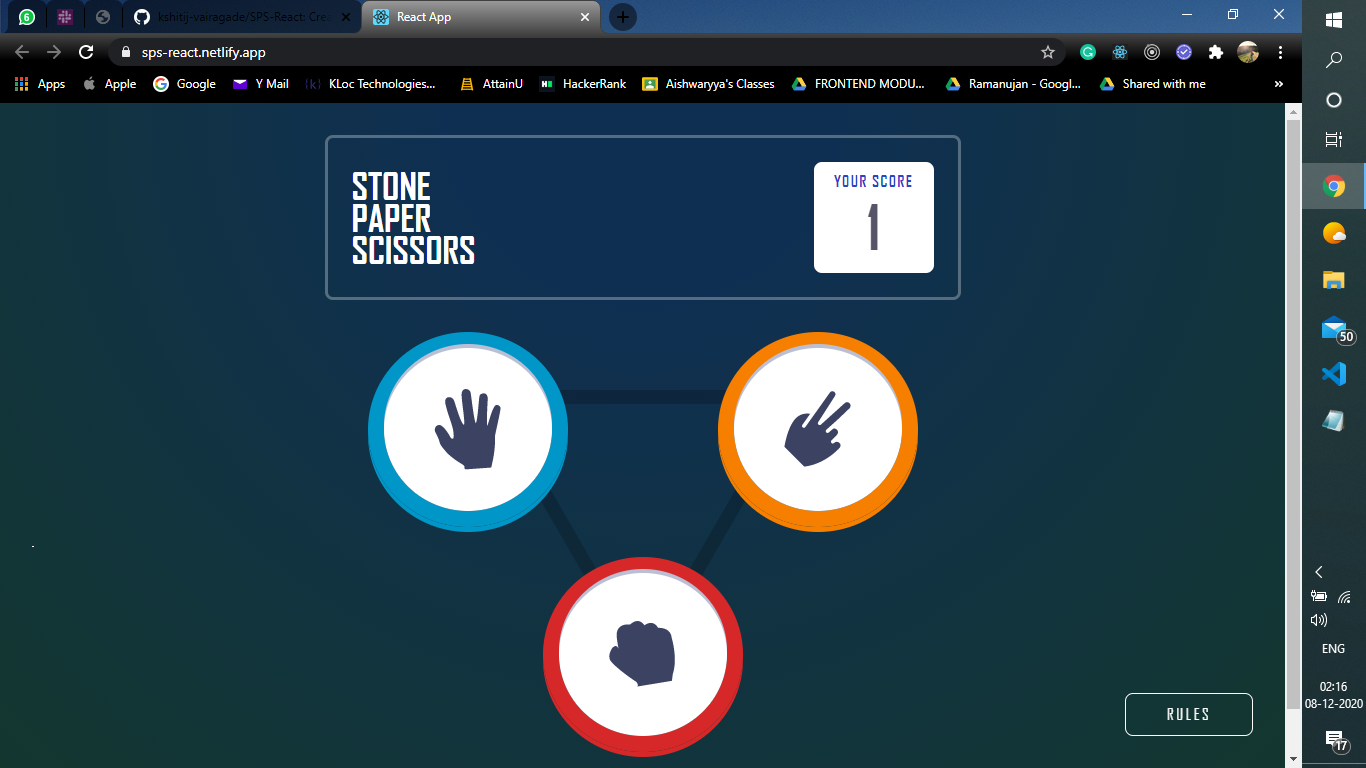 6
kshitij-vairagade/SPS-React: Crea
React App
sps-react.netlify.app
Apps
Apple
Google
Y Mail
KLoc Technologies...
AttainU
HackerRank
Aishwaryya's Classes
FRONTEND MODU...
Ramanujan - Googl...
Shared with me
»
STONE
PAPER
SCISSORS
YOUR SCORE
1
RULES
50
ENG
02:16
08-12-2020
17